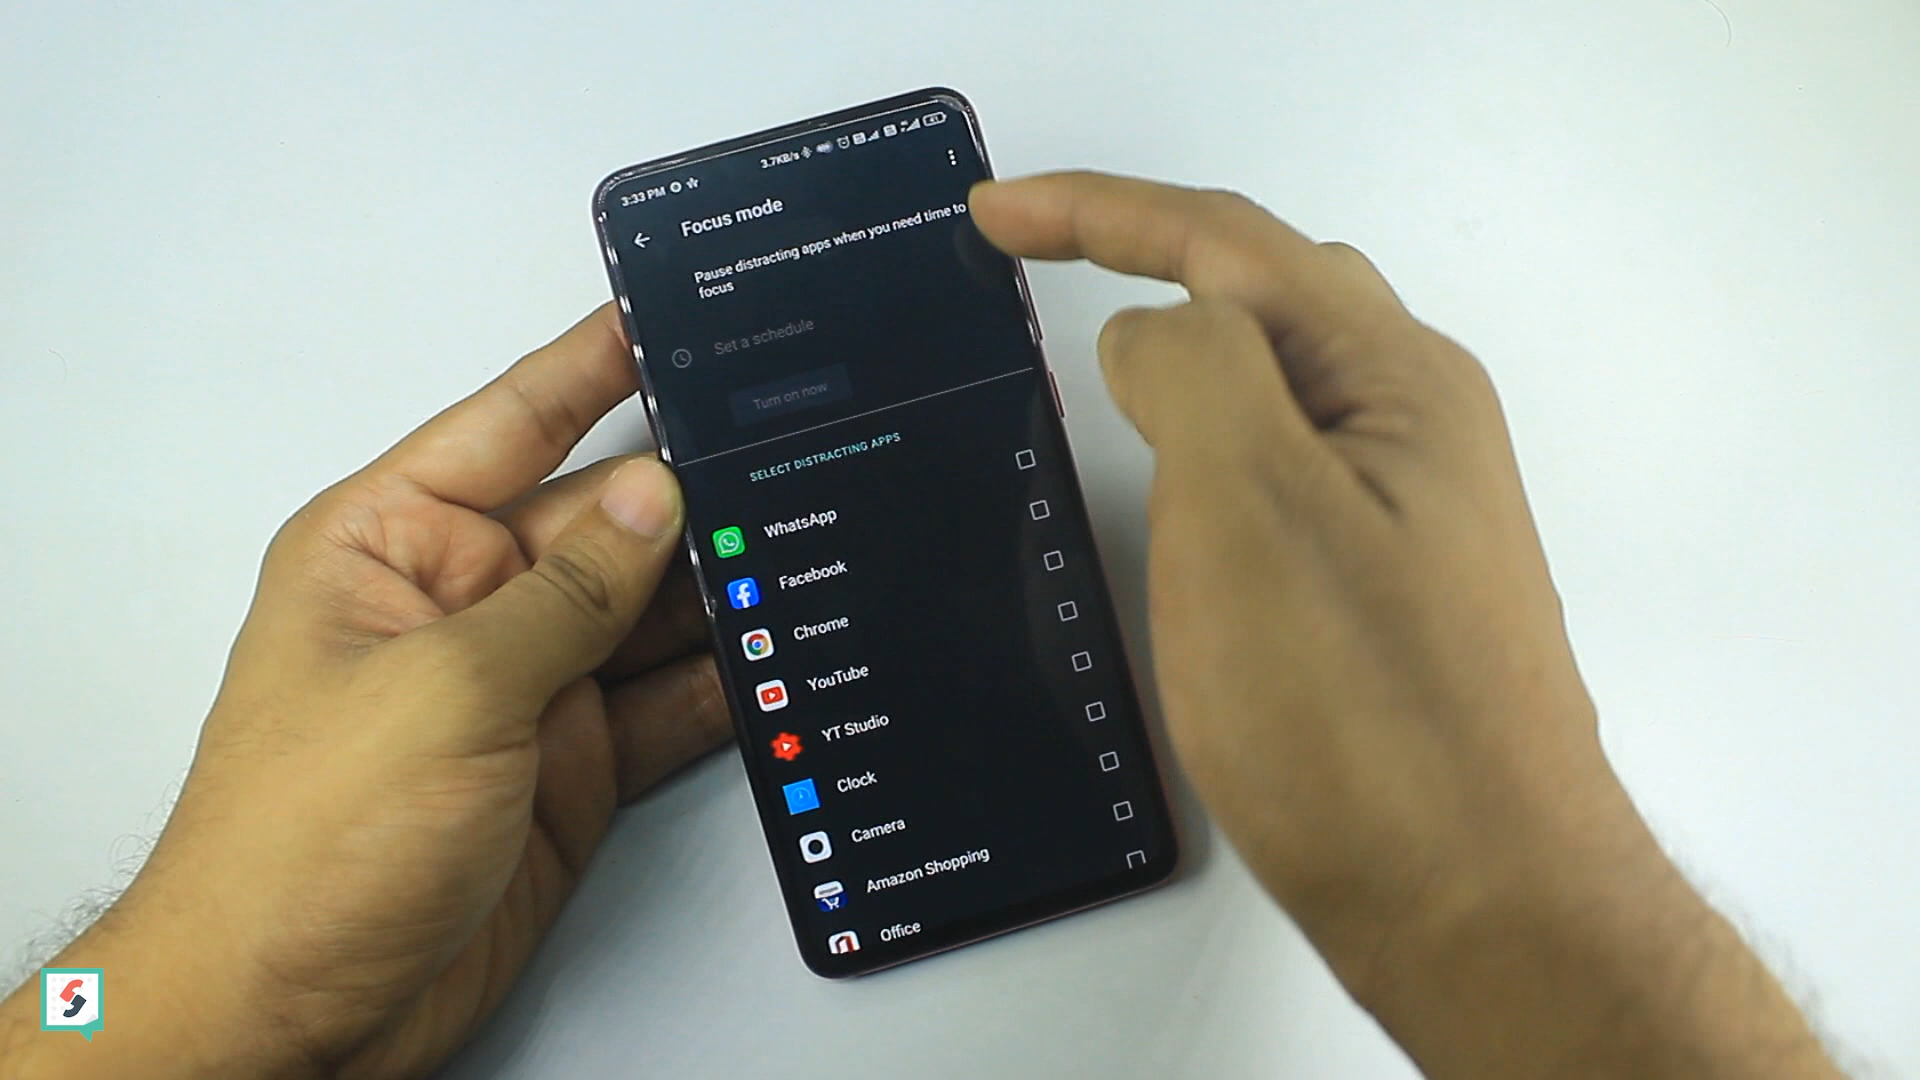 3:33 PM 3.7KB/s 41
Focus mode
Pause distracting apps when you need time to
focus
Set a schedule
Turn on now
SELECT DISTRACTING APPS
WhatsApp
Facebook
Chrome
YouTube
YT Studio
Clock
Camera
Amazon Shopping
Office